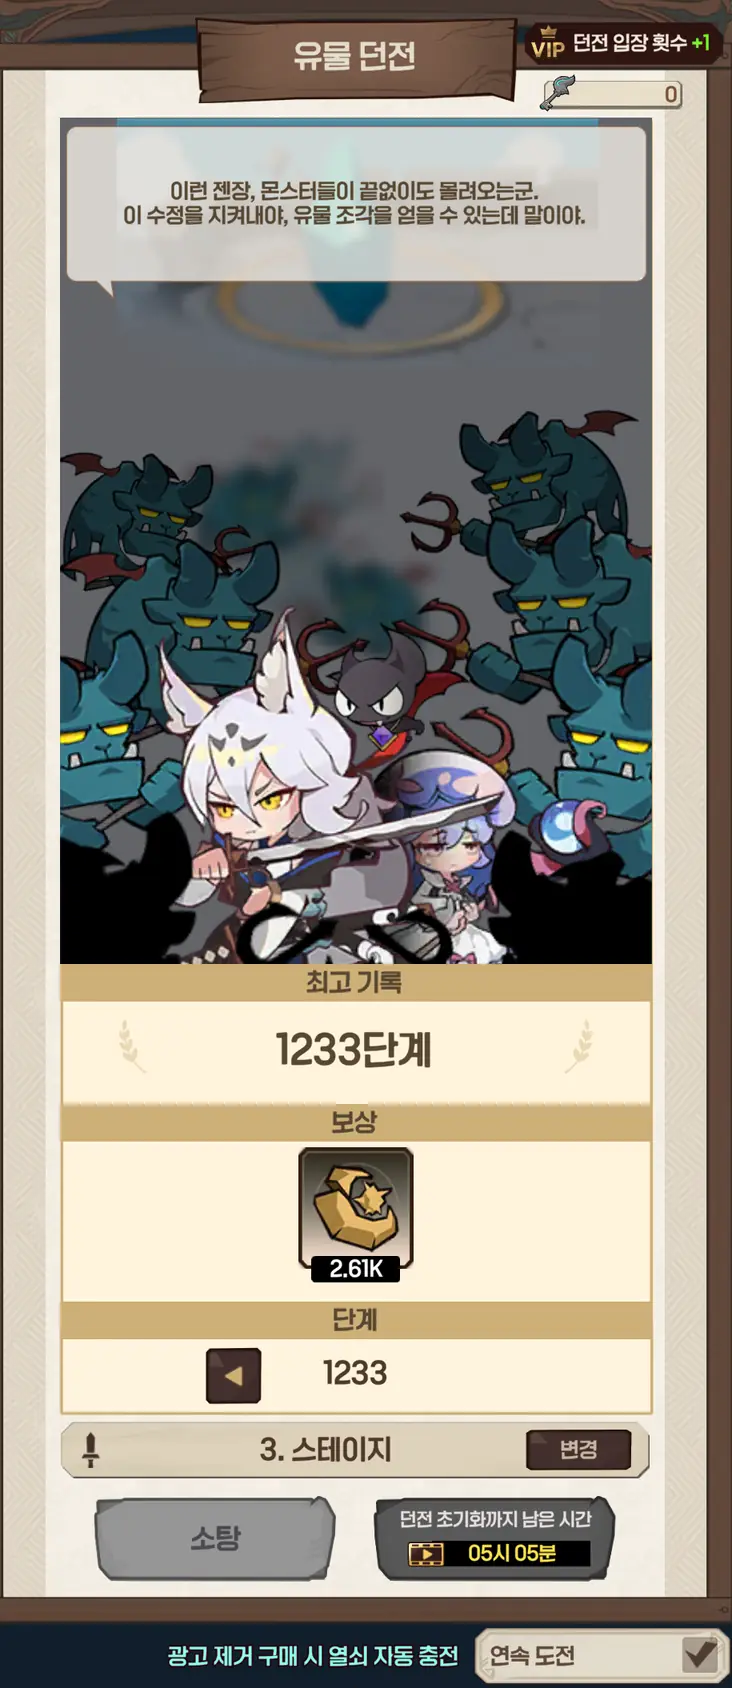 유물 던전
VIP 던전 입장 횟수 +1
0
이런 젠장, 몬스터들이 끝없이도 몰려오는군.
이 수정을 지켜내야, 유물 조각을 얻을 수 있는데 말이야.
최고 기록
1233단계
보상
2.61K
단계
1233
3. 스테이지
변경
소탕
던전 초기화까지 남은 시간
05시 05분
광고 제거 구매 시 열쇠 자동 충전
연속 도전